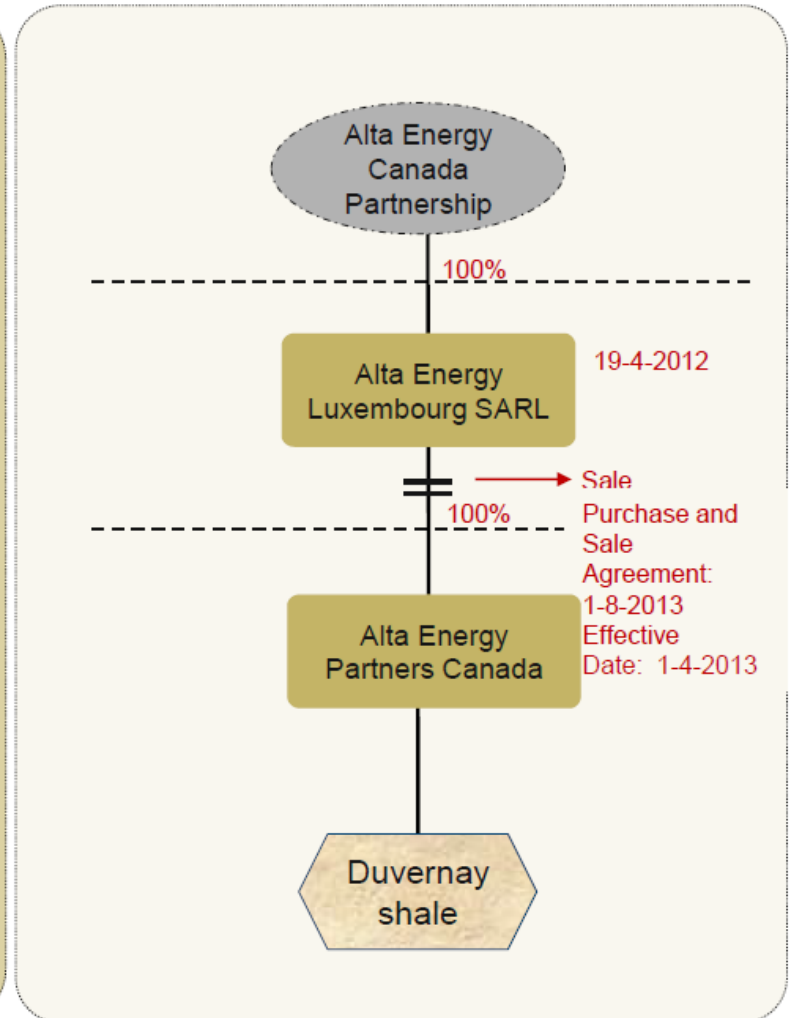 Alta Energy
Canada
Partnership
100%
Alta Energy
Luxembourg SARL
19-4-2012
Sale
100%
Purchase and
Sale
Agreement:
1-8-2013
Effective
Date: 1-4-2013
Alta Energy
Partners Canada
Duvernay
shale